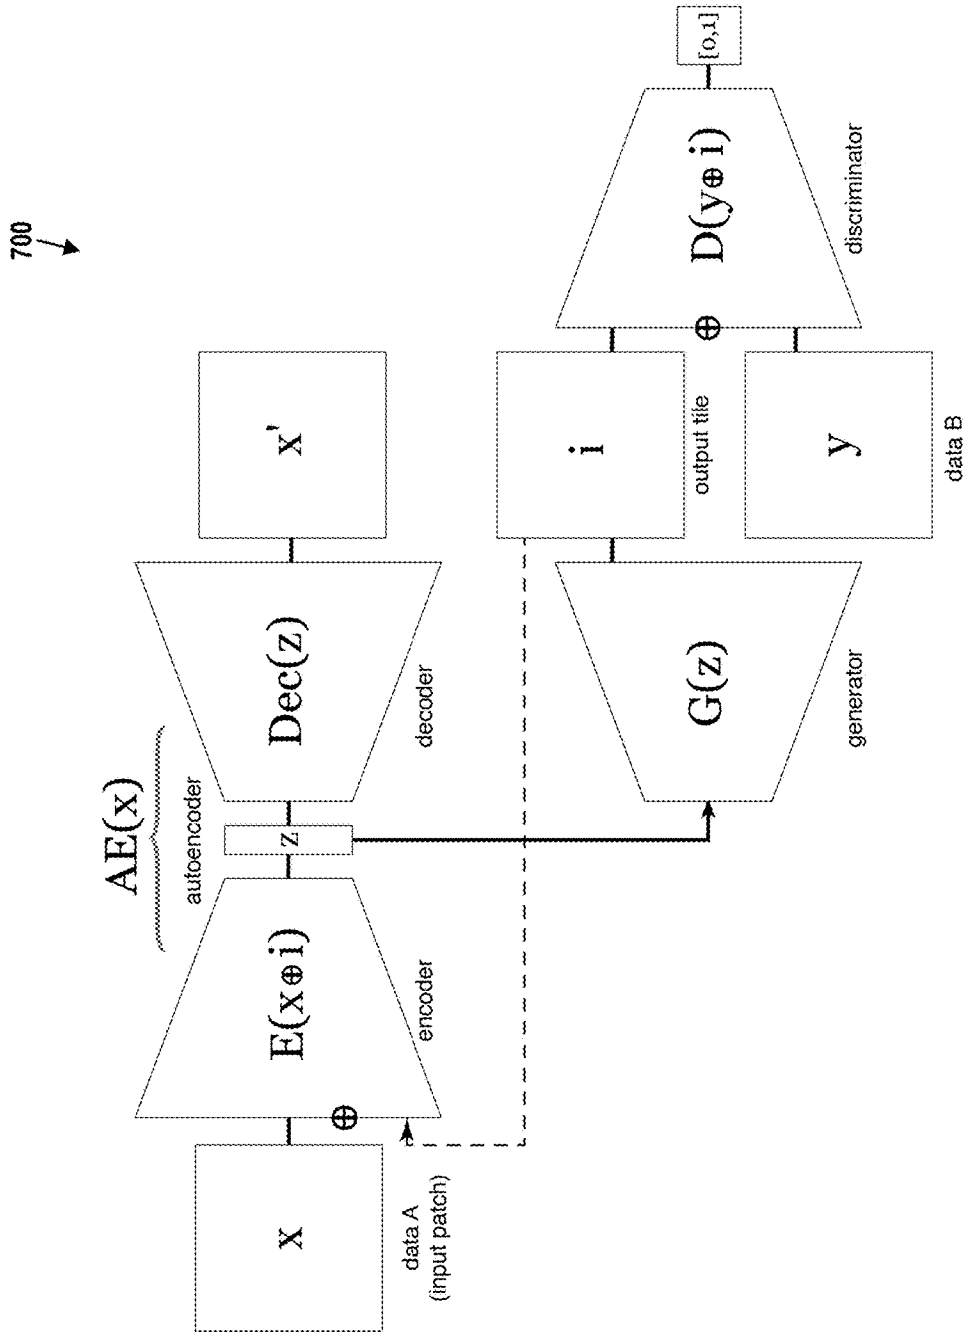 700
AE(x)
autoencoder
x
E(x⊕i)
z
Dec(z)
x'
⊕
data A
(input patch)
encoder
decoder
G(z)
generator
i
output tile
y
data B
⊕
D(y⊕i)
discriminator
[0,1]